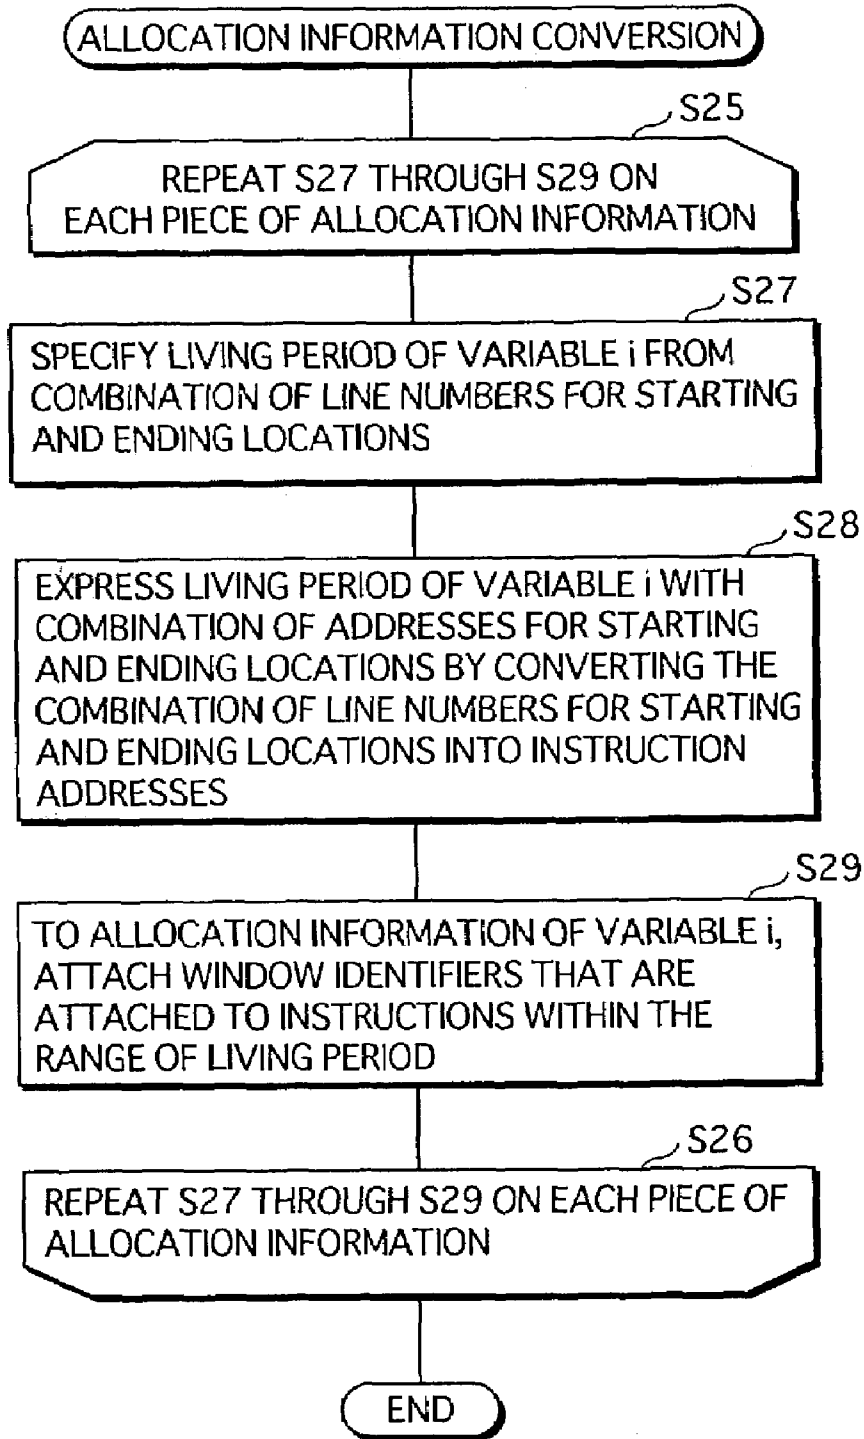 ALLOCATION INFORMATION CONVERSION
S25
REPEAT S27 THROUGH S29 ON
EACH PIECE OF ALLOCATION INFORMATION
S27
SPECIFY LIVING PERIOD OF VARIABLE i FROM
COMBINATION OF LINE NUMBERS FOR STARTING
AND ENDING LOCATIONS
S28
EXPRESS LIVING PERIOD OF VARIABLE i WITH
COMBINATION OF ADDRESSES FOR STARTING
AND ENDING LOCATIONS BY CONVERTING THE
COMBINATION OF LINE NUMBERS FOR STARTING
AND ENDING LOCATIONS INTO INSTRUCTION
ADDRESSES
S29
TO ALLOCATION INFORMATION OF VARIABLE i,
ATTACH WINDOW IDENTIFIERS THAT ARE
ATTACHED TO INSTRUCTIONS WITHIN THE
RANGE OF LIVING PERIOD
S26
REPEAT S27 THROUGH S29 ON EACH PIECE OF
ALLOCATION INFORMATION
END